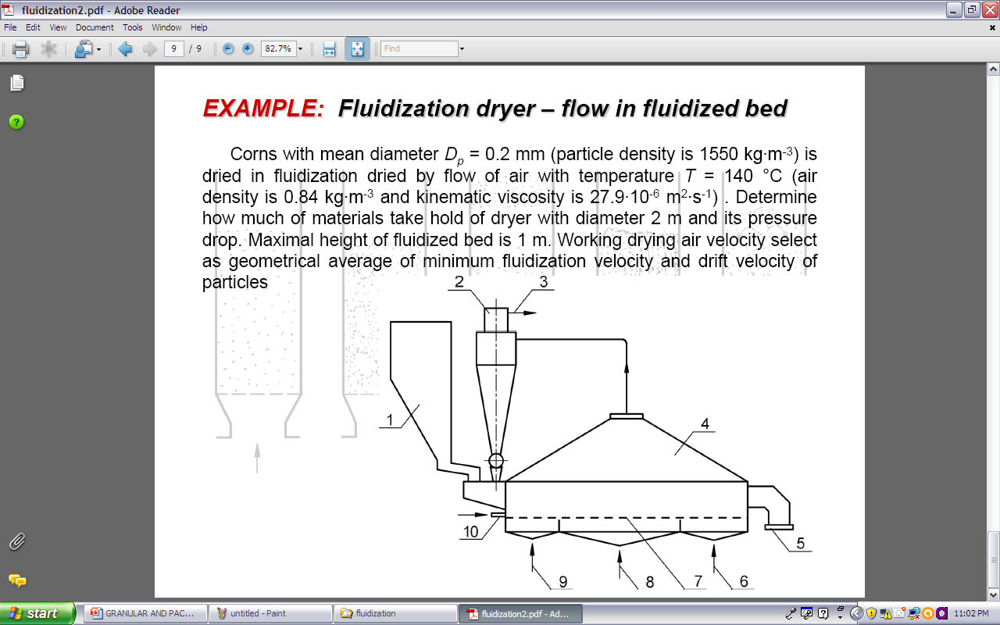 fluidization2.pdf - Adobe Reader
File Edit View Document Tools Window Help
9 / 9 82.7% Find
EXAMPLE: Fluidization dryer – flow in fluidized bed
Corns with mean diameter Dp = 0.2 mm (particle density is 1550 kg·m-3) is
dried in fluidization dried by flow of air with temperature T = 140 °C (air
density is 0.84 kg·m-3 and kinematic viscosity is 27.9·10-6 m2·s-1) . Determine
how much of materials take hold of dryer with diameter 2 m and its pressure
drop. Maximal height of fluidized bed is 1 m. Working drying air velocity select
as geometrical average of minimum fluidization velocity and drift velocity of
particles
2 3
1 4
10 5
9 8 7 6
start GRANULAR AND PAC... untitled - Paint fluidization fluidization2.pdf - Ad... 11:02 PM